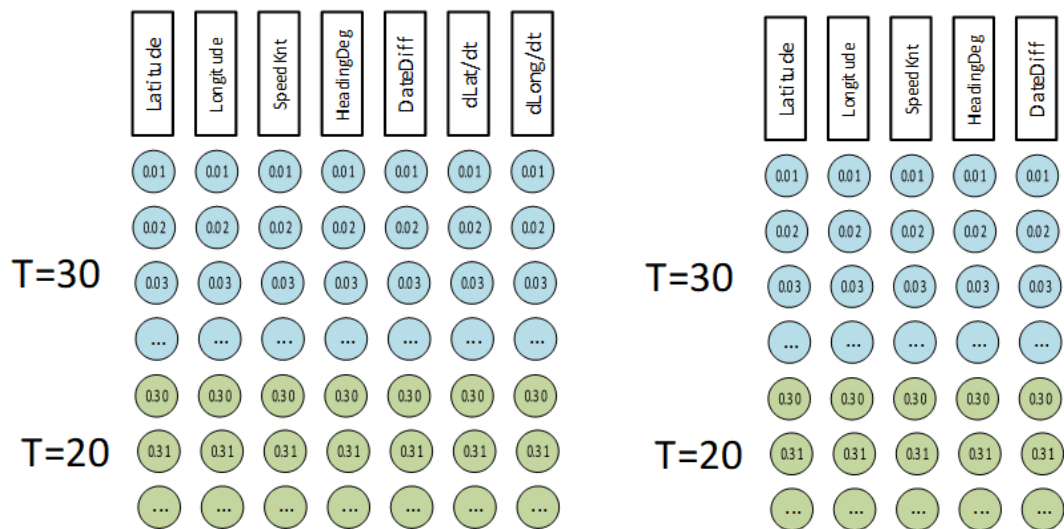 Latitude Longitude SpeedKnt HeadingDeg DateDiff dLat/dt dLong/dt
0.01 0.01 0.01 0.01 0.01 0.01 0.01
0.02 0.02 0.02 0.02 0.02 0.02 0.02
T=30
0.03 0.03 0.03 0.03 0.03 0.03 0.03
... ... ... ... ... ... ...
0.30 0.30 0.30 0.30 0.30 0.30 0.30
T=20 0.31 0.31 0.31 0.31 0.31 0.31 0.31
... ... ... ... ... ... ...
Latitude Longitude SpeedKnt HeadingDeg DateDiff
0.01 0.01 0.01 0.01 0.01
0.02 0.02 0.02 0.02 0.02
T=30 0.03 0.03 0.03 0.03 0.03
... ... ... ... ...
0.30 0.30 0.30 0.30 0.30
T=20 0.31 0.31 0.31 0.31 0.31
... ... ... ... ...